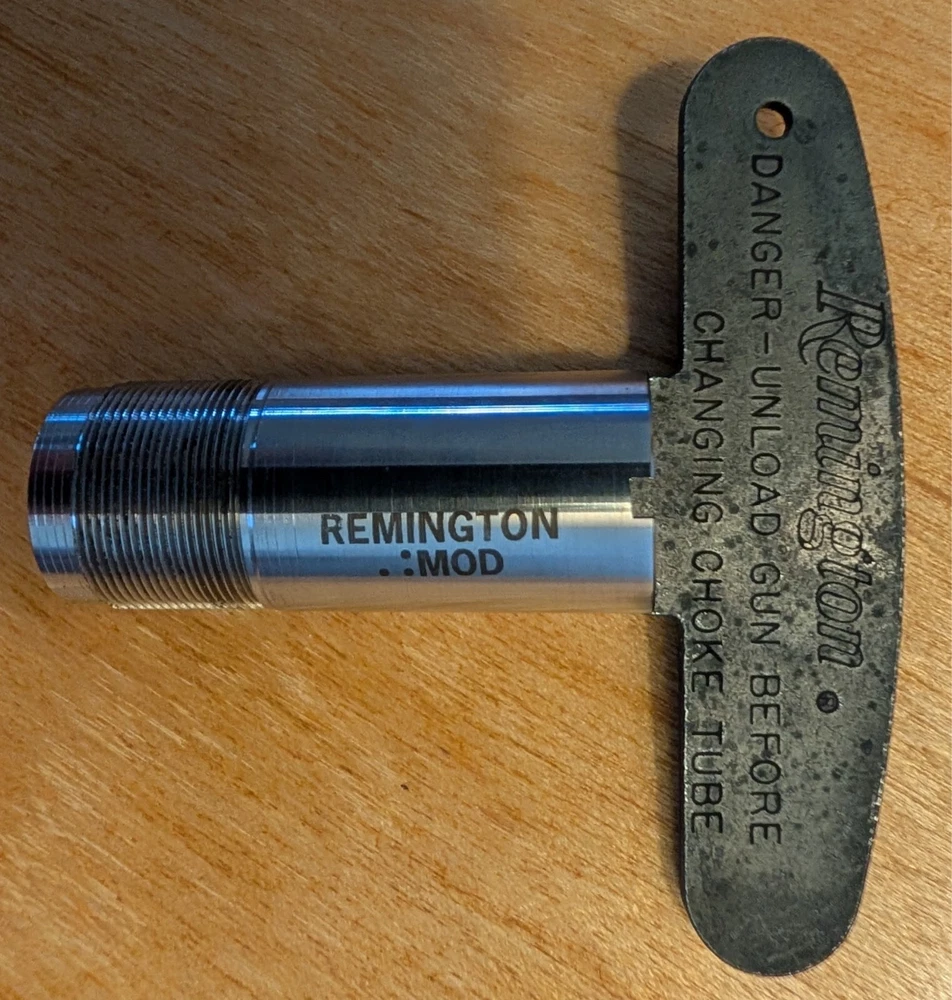 REMINGTON
.:MOD
Remington.
DANGER-UNLOAD GUN BEFORE
CHANGING CHOKE TUBE